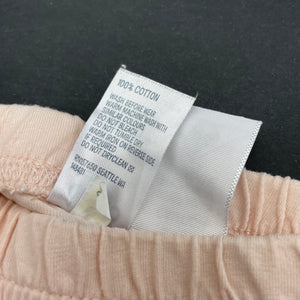 100% COTTON
WASH BEFORE WEAR
WARM MACHINE WASH WITH
SIMILAR COLOURS
DO NOT BLEACH
DO NOT TUMBLE DRY
WARM IRON ON REVERSE SIDE
IF REQUIRED
DO NOT DRYCLEAN
SEATTLE WA